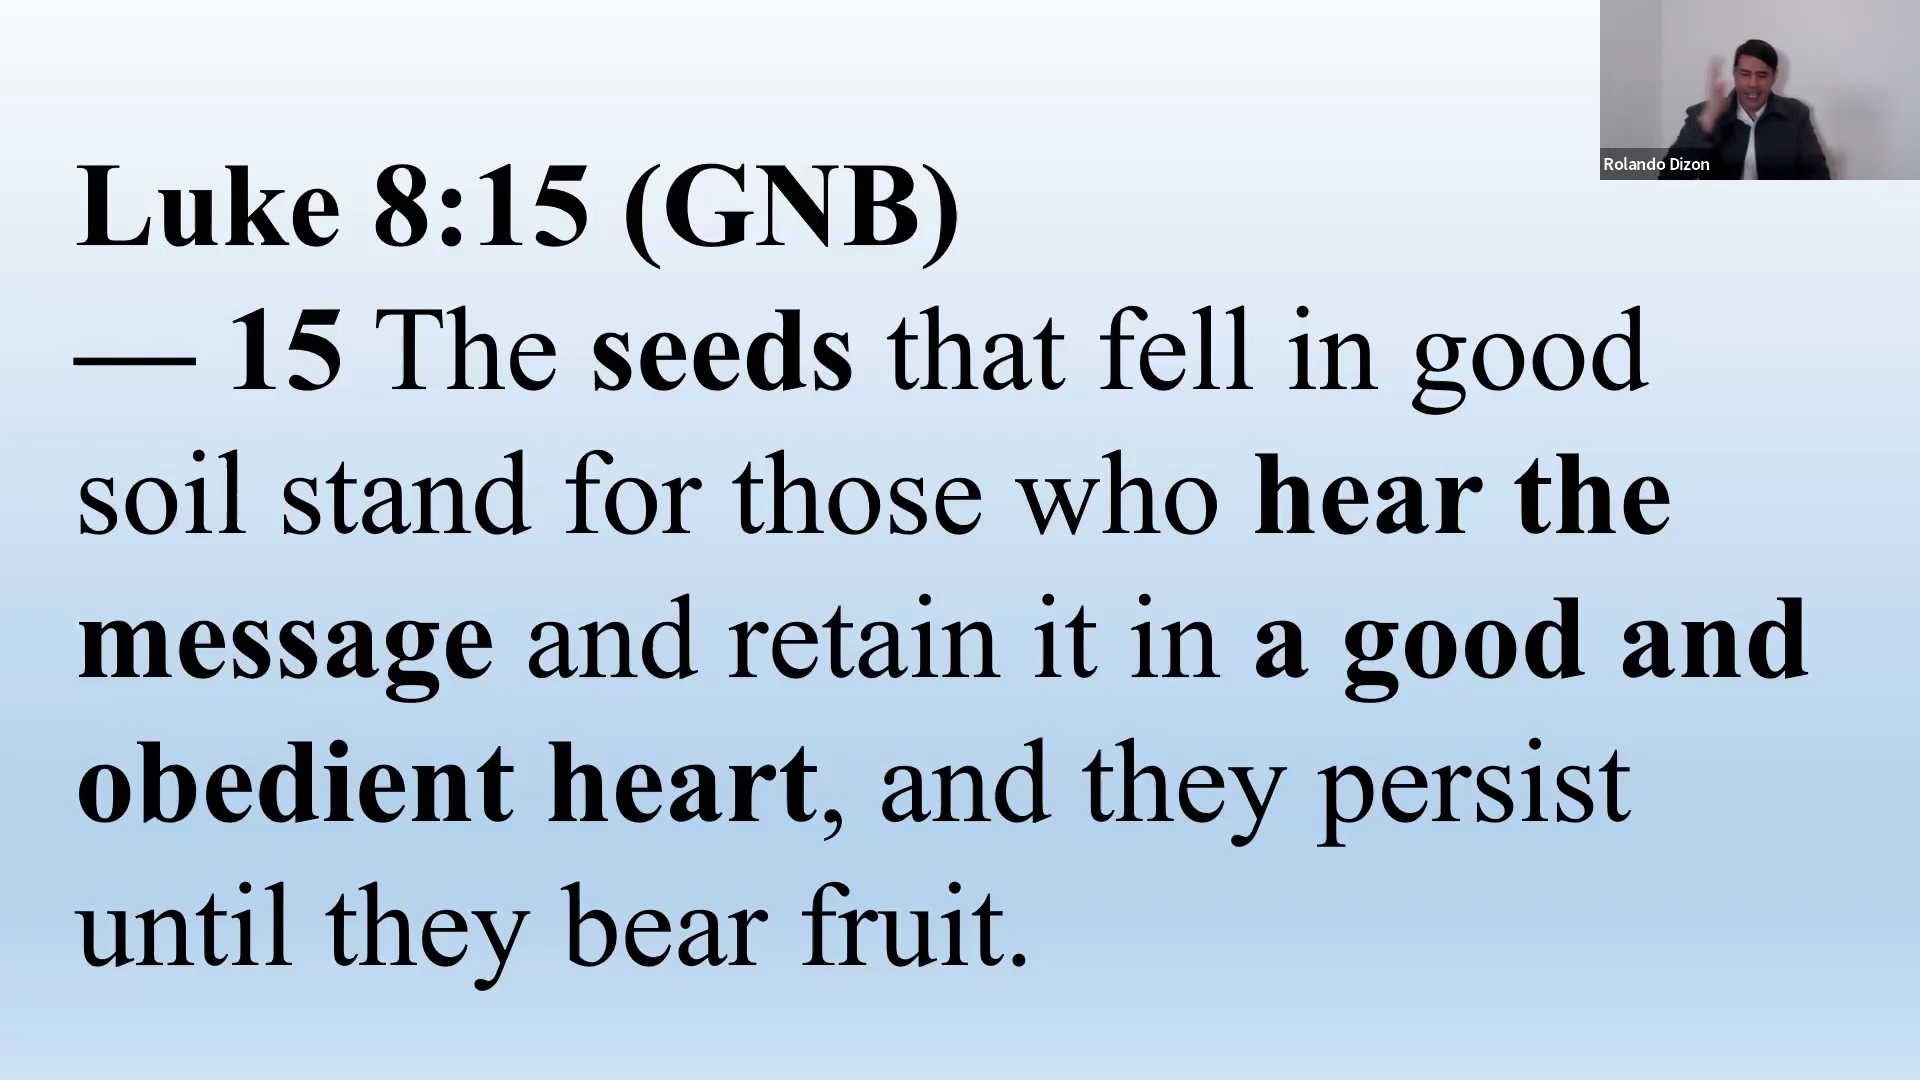 Rolando Dizon
Luke 8:15 (GNB)
— 15 The seeds that fell in good
soil stand for those who hear the
message and retain it in a good and
obedient heart, and they persist
until they bear fruit.